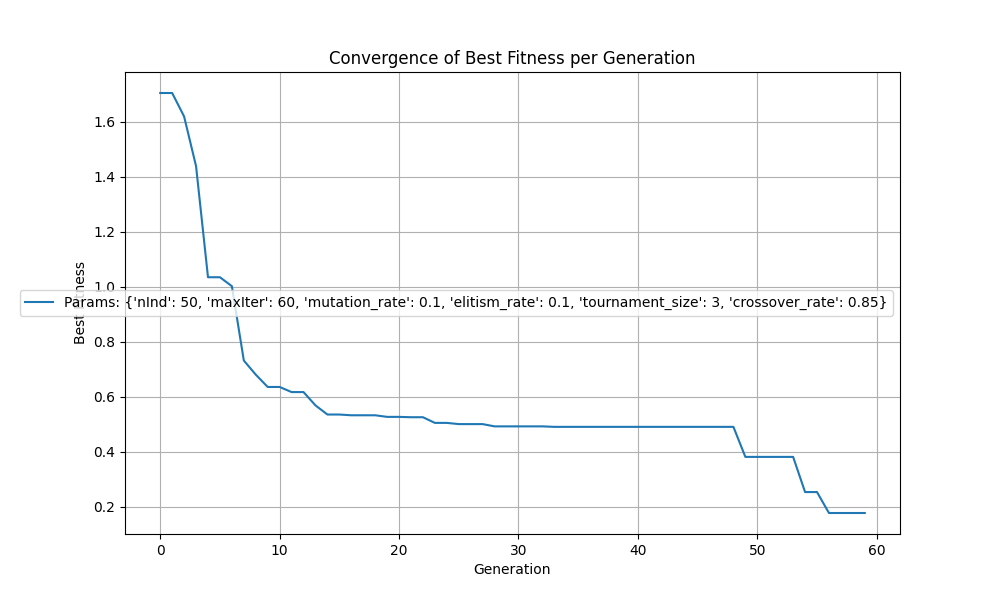 Convergence of Best Fitness per Generation
1.6
1.4
1.2
1.0
Params: {'nInd': 50, 'maxIter': 60, 'mutation_rate': 0.1, 'elitism_rate': 0.1, 'tournament_size': 3, 'crossover_rate': 0.85}
0.8
0.6
0.4
0.2
0 10 20 30 40 50 60
Generation
Best